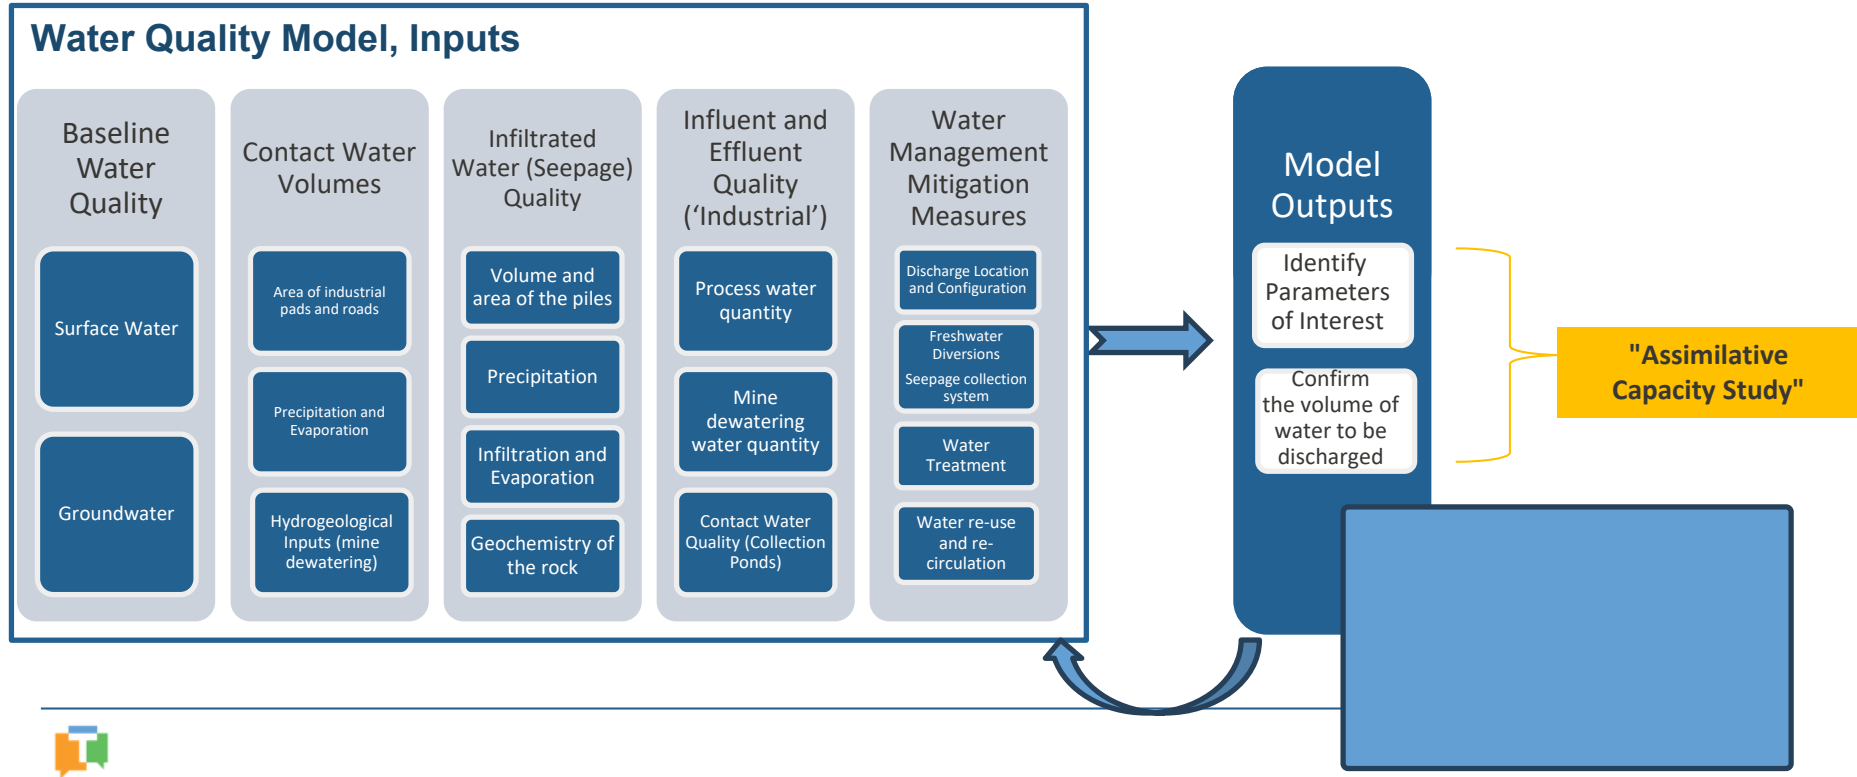 Water Quality Model, Inputs
Baseline
Water
Quality
Surface Water
Groundwater
Contact Water
Volumes
Area of industrial
pads and roads
Precipitation and
Evaporation
Hydrogeological
Inputs (mine
dewatering)
Infiltrated
Water (Seepage)
Quality
Volume and
area of the piles
Precipitation
Infiltration and
Evaporation
Geochemistry of
the rock
Influent and
Effluent
Quality
(‘Industrial’)
Process water
quantity
Mine
dewatering
water quantity
Contact Water
Quality (Collection
Ponds)
Water
Management
Mitigation
Measures
Discharge Location
and Configuration
Freshwater
Diversions
Seepage collection
system
Water
Treatment
Water re-use
and re-
circulation
Model
Outputs
Identify
Parameters
of Interest
Confirm
the volume of
water to be
discharged
"Assimilative
Capacity Study"
T